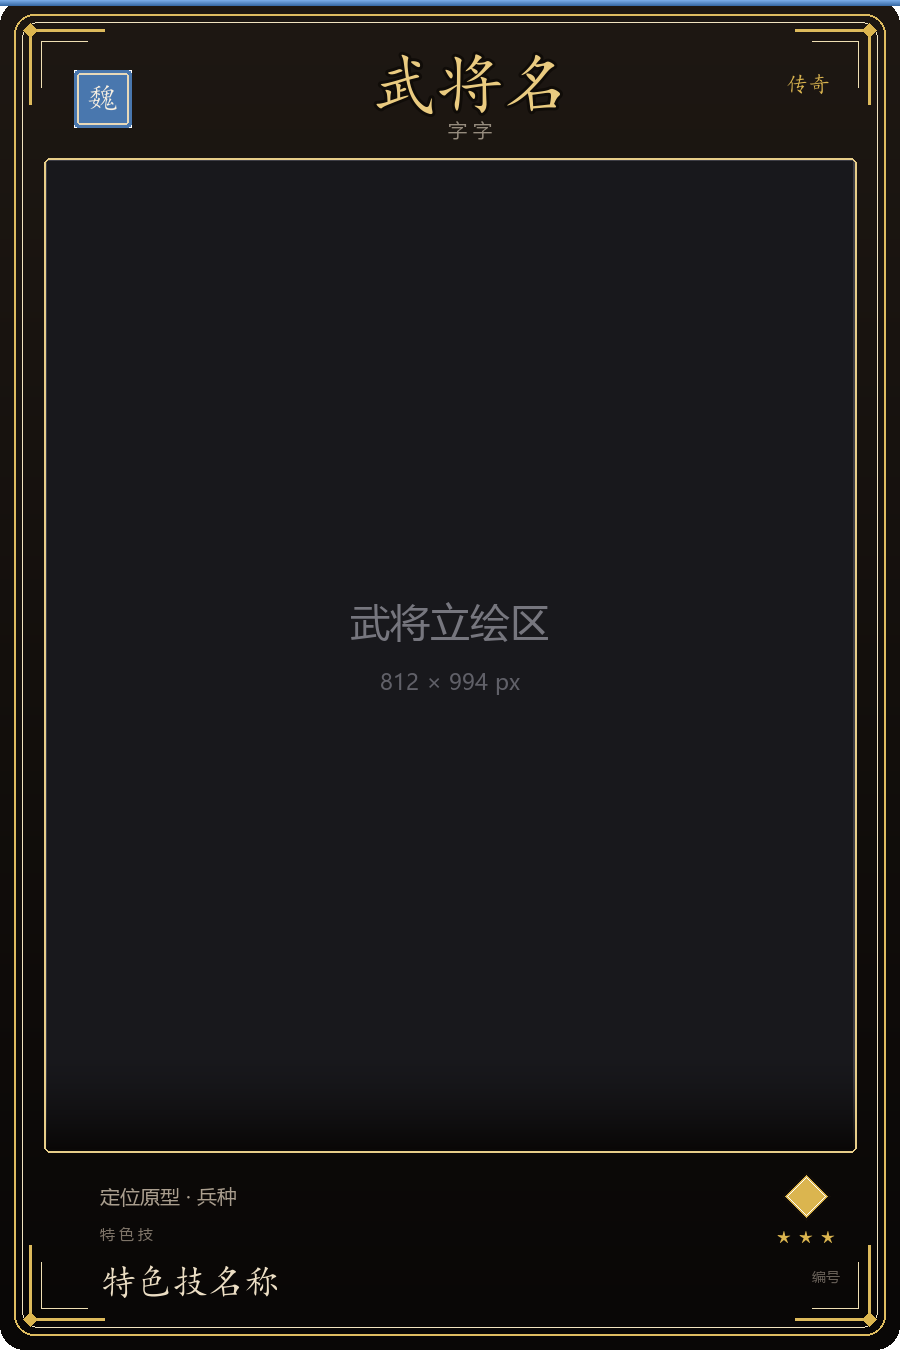 魏
武将名
传奇
字字
武将立绘区
812 × 994 px
定位原型 · 兵种
特色技
★ ★ ★
特色技名称
编号